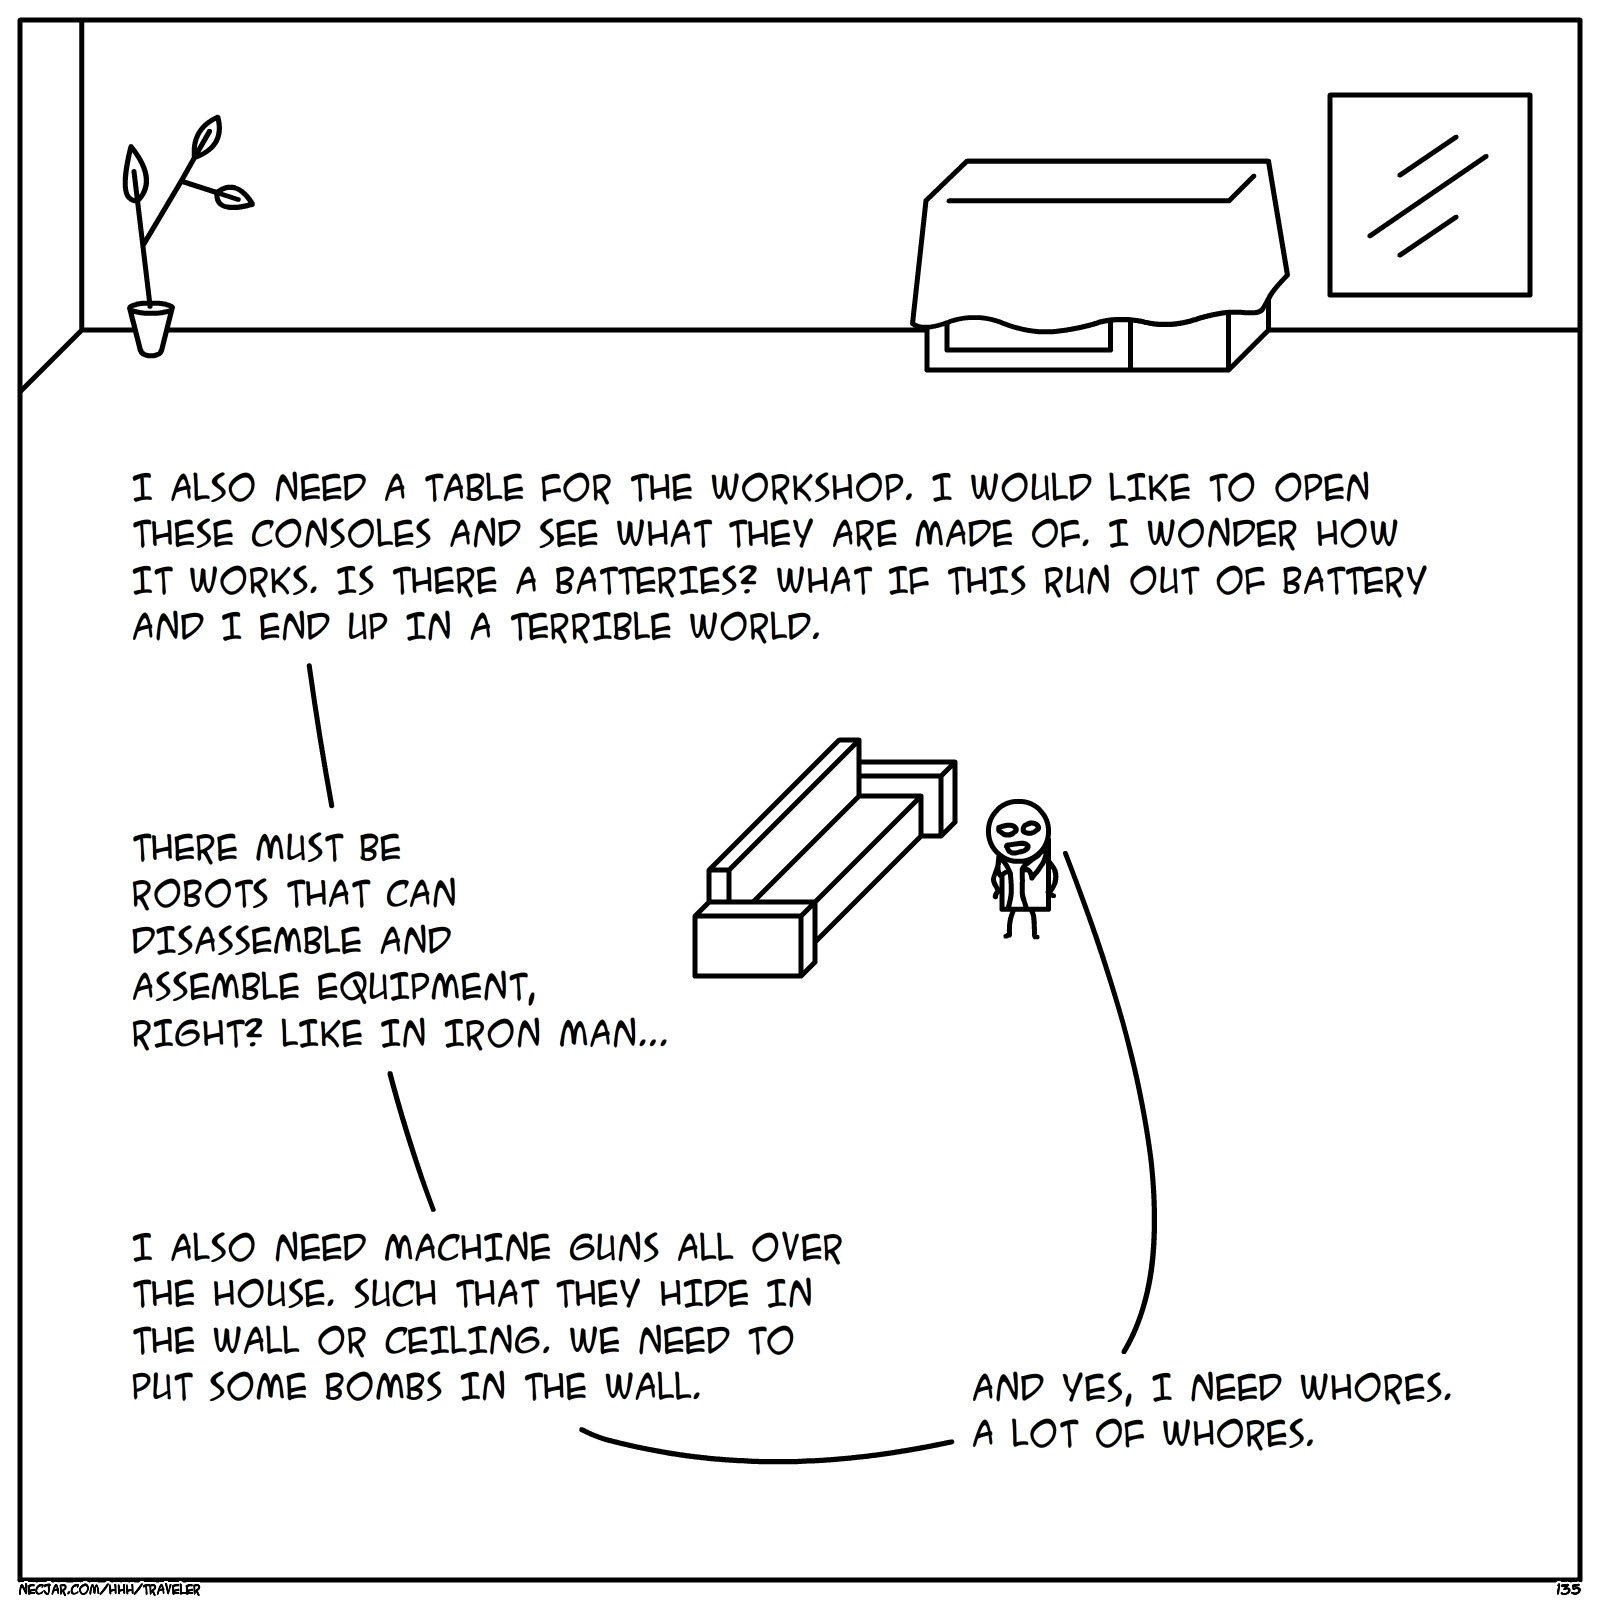 I ALSO NEED A TABLE FOR THE WORKSHOP. I WOULD LIKE TO OPEN
THESE CONSOLES AND SEE WHAT THEY ARE MADE OF. I WONDER HOW
IT WORKS. IS THERE A BATTERIES? WHAT IF THIS RUN OUT OF BATTERY
AND I END UP IN A TERRIBLE WORLD.
THERE MUST BE
ROBOTS THAT CAN
DISASSEMBLE AND
ASSEMBLE EQUIPMENT,
RIGHT? LIKE IN IRON MAN...
I ALSO NEED MACHINE GUNS ALL OVER
THE HOUSE. SUCH THAT THEY HIDE IN
THE WALL OR CEILING. WE NEED TO
PUT SOME BOMBS IN THE WALL.
AND YES, I NEED WHORES.
A LOT OF WHORES.
NECJAR.COM/HHH/TRAVELER
135